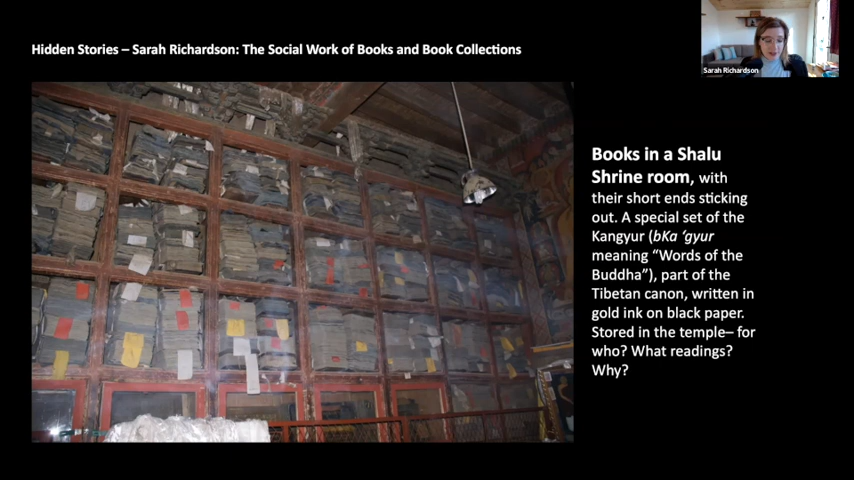 Sarah Richardson
Hidden Stories – Sarah Richardson: The Social Work of Books and Book Collections
Books in a Shalu
Shrine room, with
their short ends sticking
out. A special set of the
Kangyur (bKa ‘gyur
meaning “Words of the
Buddha”), part of the
Tibetan canon, written in
gold ink on black paper.
Stored in the temple– for
who? What readings?
Why?